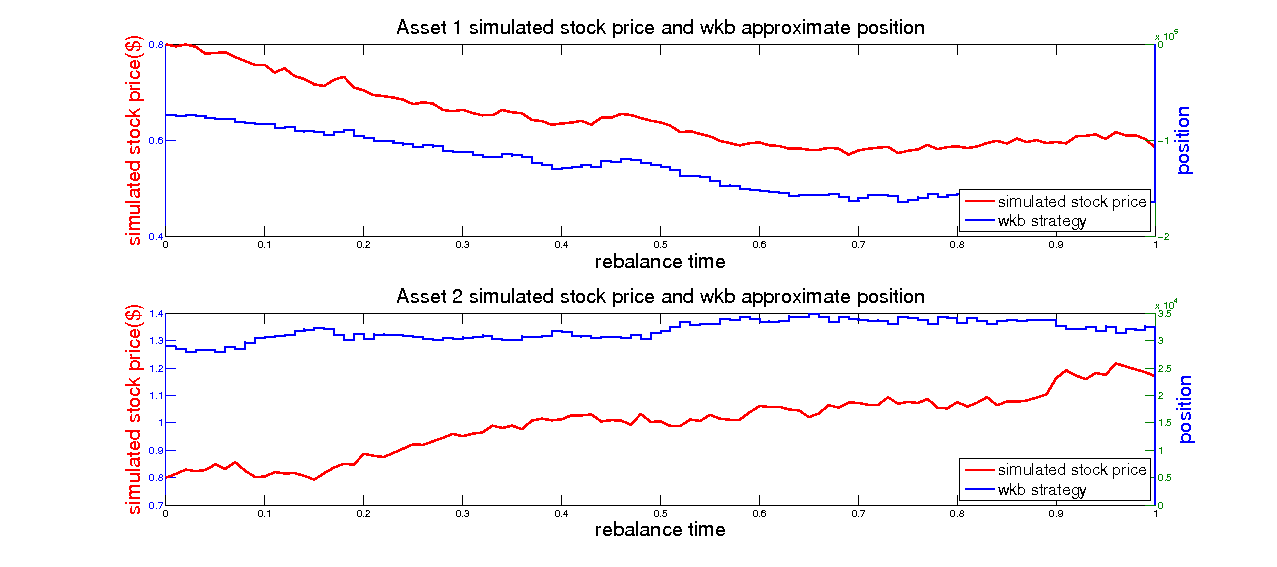 Asset 1 simulated stock price and wkb approximate position
0.8
0.6
0.4
simulated stock price($)
0
-1
-2
position
simulated stock price
wkb strategy
0 0.1 0.2 0.3 0.4 0.5 0.6 0.7 0.8 0.9 1
rebalance time
Asset 2 simulated stock price and wkb approximate position
x 10^4
1.4
1.3
1.2
1.1
1
0.9
0.8
0.7
simulated stock price($)
3.5
3
2.5
2
1.5
1
0.5
0
position
simulated stock price
wkb strategy
0 0.1 0.2 0.3 0.4 0.5 0.6 0.7 0.8 0.9 1
rebalance time